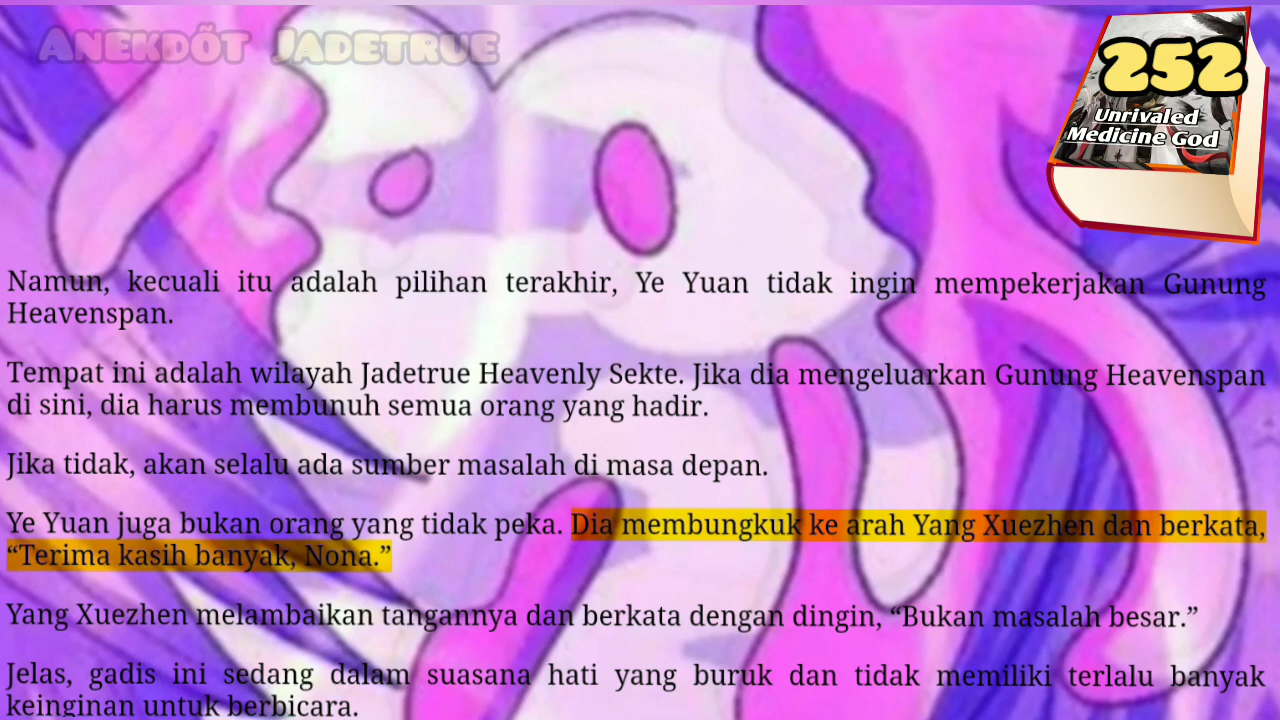 ANEKDÕT JADETRUE
252
Unrivaled
Medicine God
Namun, kecuali itu adalah pilihan terakhir, Ye Yuan tidak ingin mempekerjakan Gunung
Heavenspan.
Tempat ini adalah wilayah Jadetrue Heavenly Sekte. Jika dia mengeluarkan Gunung Heavenspan
di sini, dia harus membunuh semua orang yang hadir.
Jika tidak, akan selalu ada sumber masalah di masa depan.
Ye Yuan juga bukan orang yang tidak peka. Dia membungkuk ke arah Yang Xuezhen dan berkata,
“Terima kasih banyak, Nona.”
Yang Xuezhen melambaikan tangannya dan berkata dengan dingin, “Bukan masalah besar.”
Jelas, gadis ini sedang dalam suasana hati yang buruk dan tidak memiliki terlalu banyak
keinginan untuk berbicara.